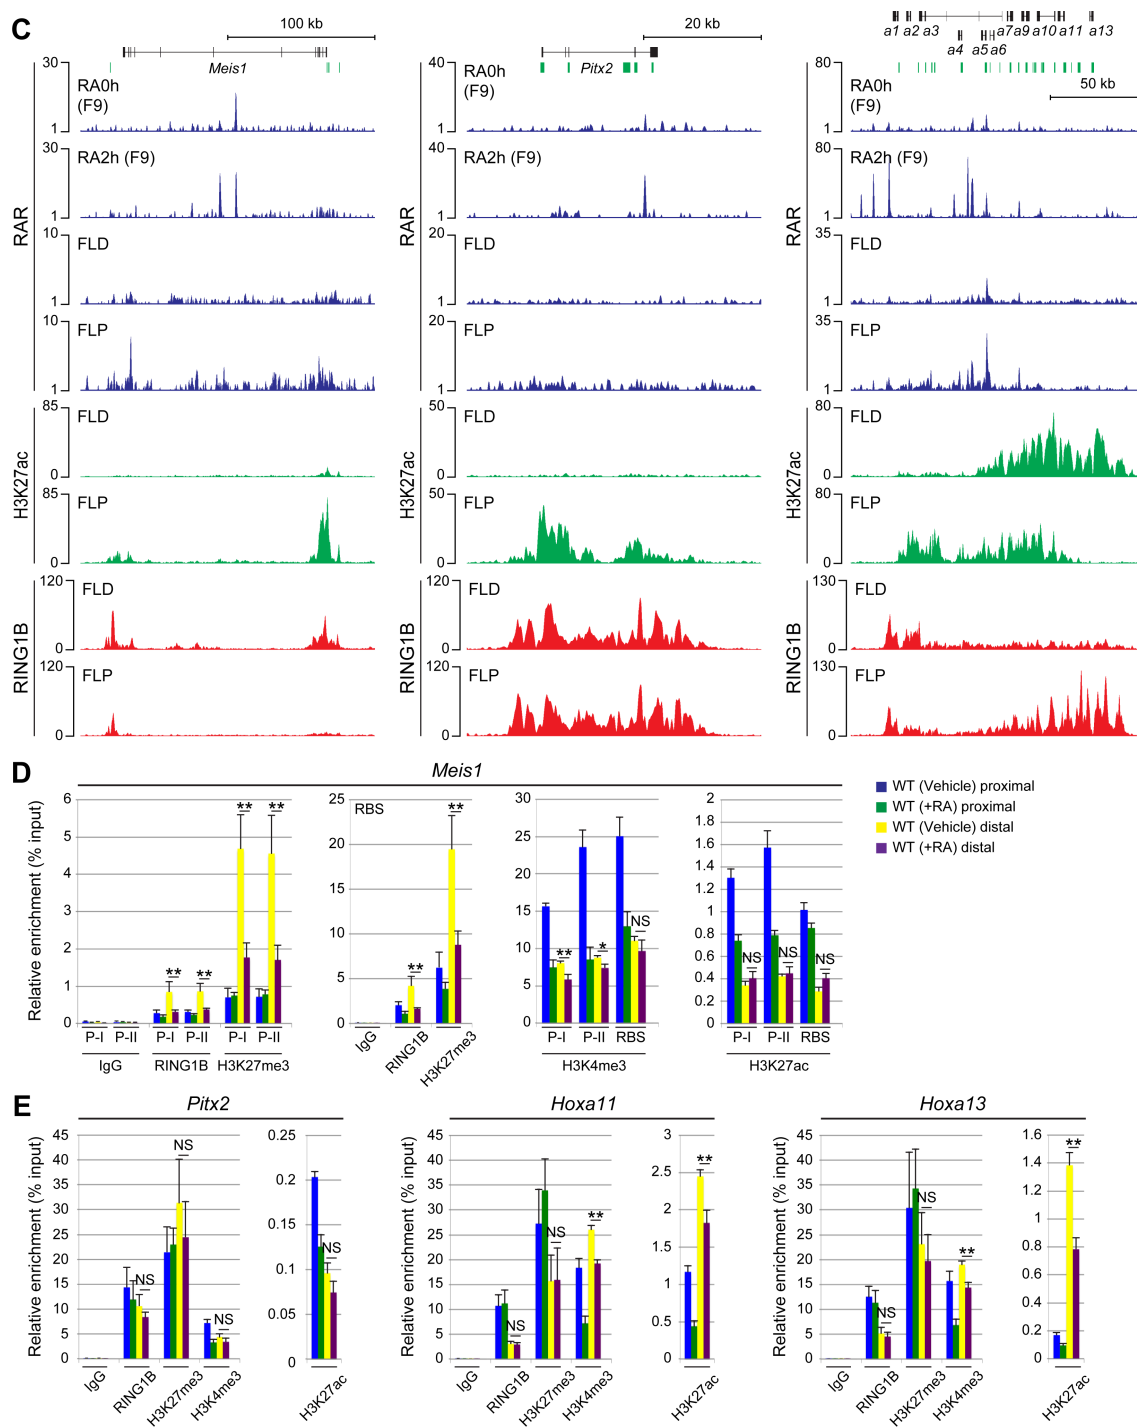 C
100 kb
20 kb
a1 a2 a3 a7a9 a10 a11 a13
a4 a5 a6
Meis1
Pitx2
50 kb
RAR
30
1
RA0h
(F9)
30
1
RA2h (F9)
10
1
FLD
10
1
FLP
H3K27ac
85
0
FLD
85
0
FLP
RING1B
120
0
FLD
120
0
FLP
RAR
40
1
RA0h
(F9)
40
1
RA2h (F9)
20
1
FLD
20
1
FLP
H3K27ac
50
0
FLD
50
0
FLP
RING1B
120
0
FLD
120
0
FLP
RAR
80
1
RA0h
(F9)
80
1
RA2h (F9)
35
1
FLD
35
1
FLP
H3K27ac
80
0
FLD
80
0
FLP
RING1B
130
0
FLD
130
0
FLP
D
Meis1
Relative enrichment (% input)
6
5
4
3
2
1
0
** ** ** **
P-I P-II P-I P-II P-I P-II
IgG RING1B H3K27me3
RBS
25
20
15
10
5
0
** **
IgG RING1B H3K27me3
30
25
20
15
10
5
0
** * NS
P-I P-II RBS
H3K4me3
2
1.8
1.6
1.4
1.2
1
0.8
0.6
0.4
0.2
0
NS NS NS
P-I P-II RBS
H3K27ac
WT (Vehicle) proximal
WT (+RA) proximal
WT (Vehicle) distal
WT (+RA) distal
E
Pitx2
Relative enrichment (% input)
45
40
35
30
25
20
15
10
5
0
NS NS NS
IgG RING1B H3K27me3 H3K4me3
0.25
0.2
0.15
0.1
0.05
0
NS
H3K27ac
Hoxa11
Relative enrichment (% input)
45
40
35
30
25
20
15
10
5
0
NS NS **
IgG RING1B H3K27me3 H3K4me3
3
2.5
2
1.5
1
0.5
0
**
H3K27ac
Hoxa13
Relative enrichment (% input)
45
40
35
30
25
20
15
10
5
0
NS NS **
IgG RING1B H3K27me3 H3K4me3
1.6
1.4
1.2
1
0.8
0.6
0.4
0.2
0
**
H3K27ac